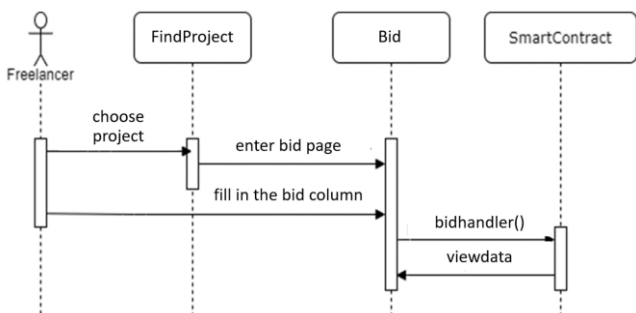 FindProject
Bid
SmartContract
Freelancer
choose
project
enter bid page
fill in the bid column
bidhandler()
viewdata